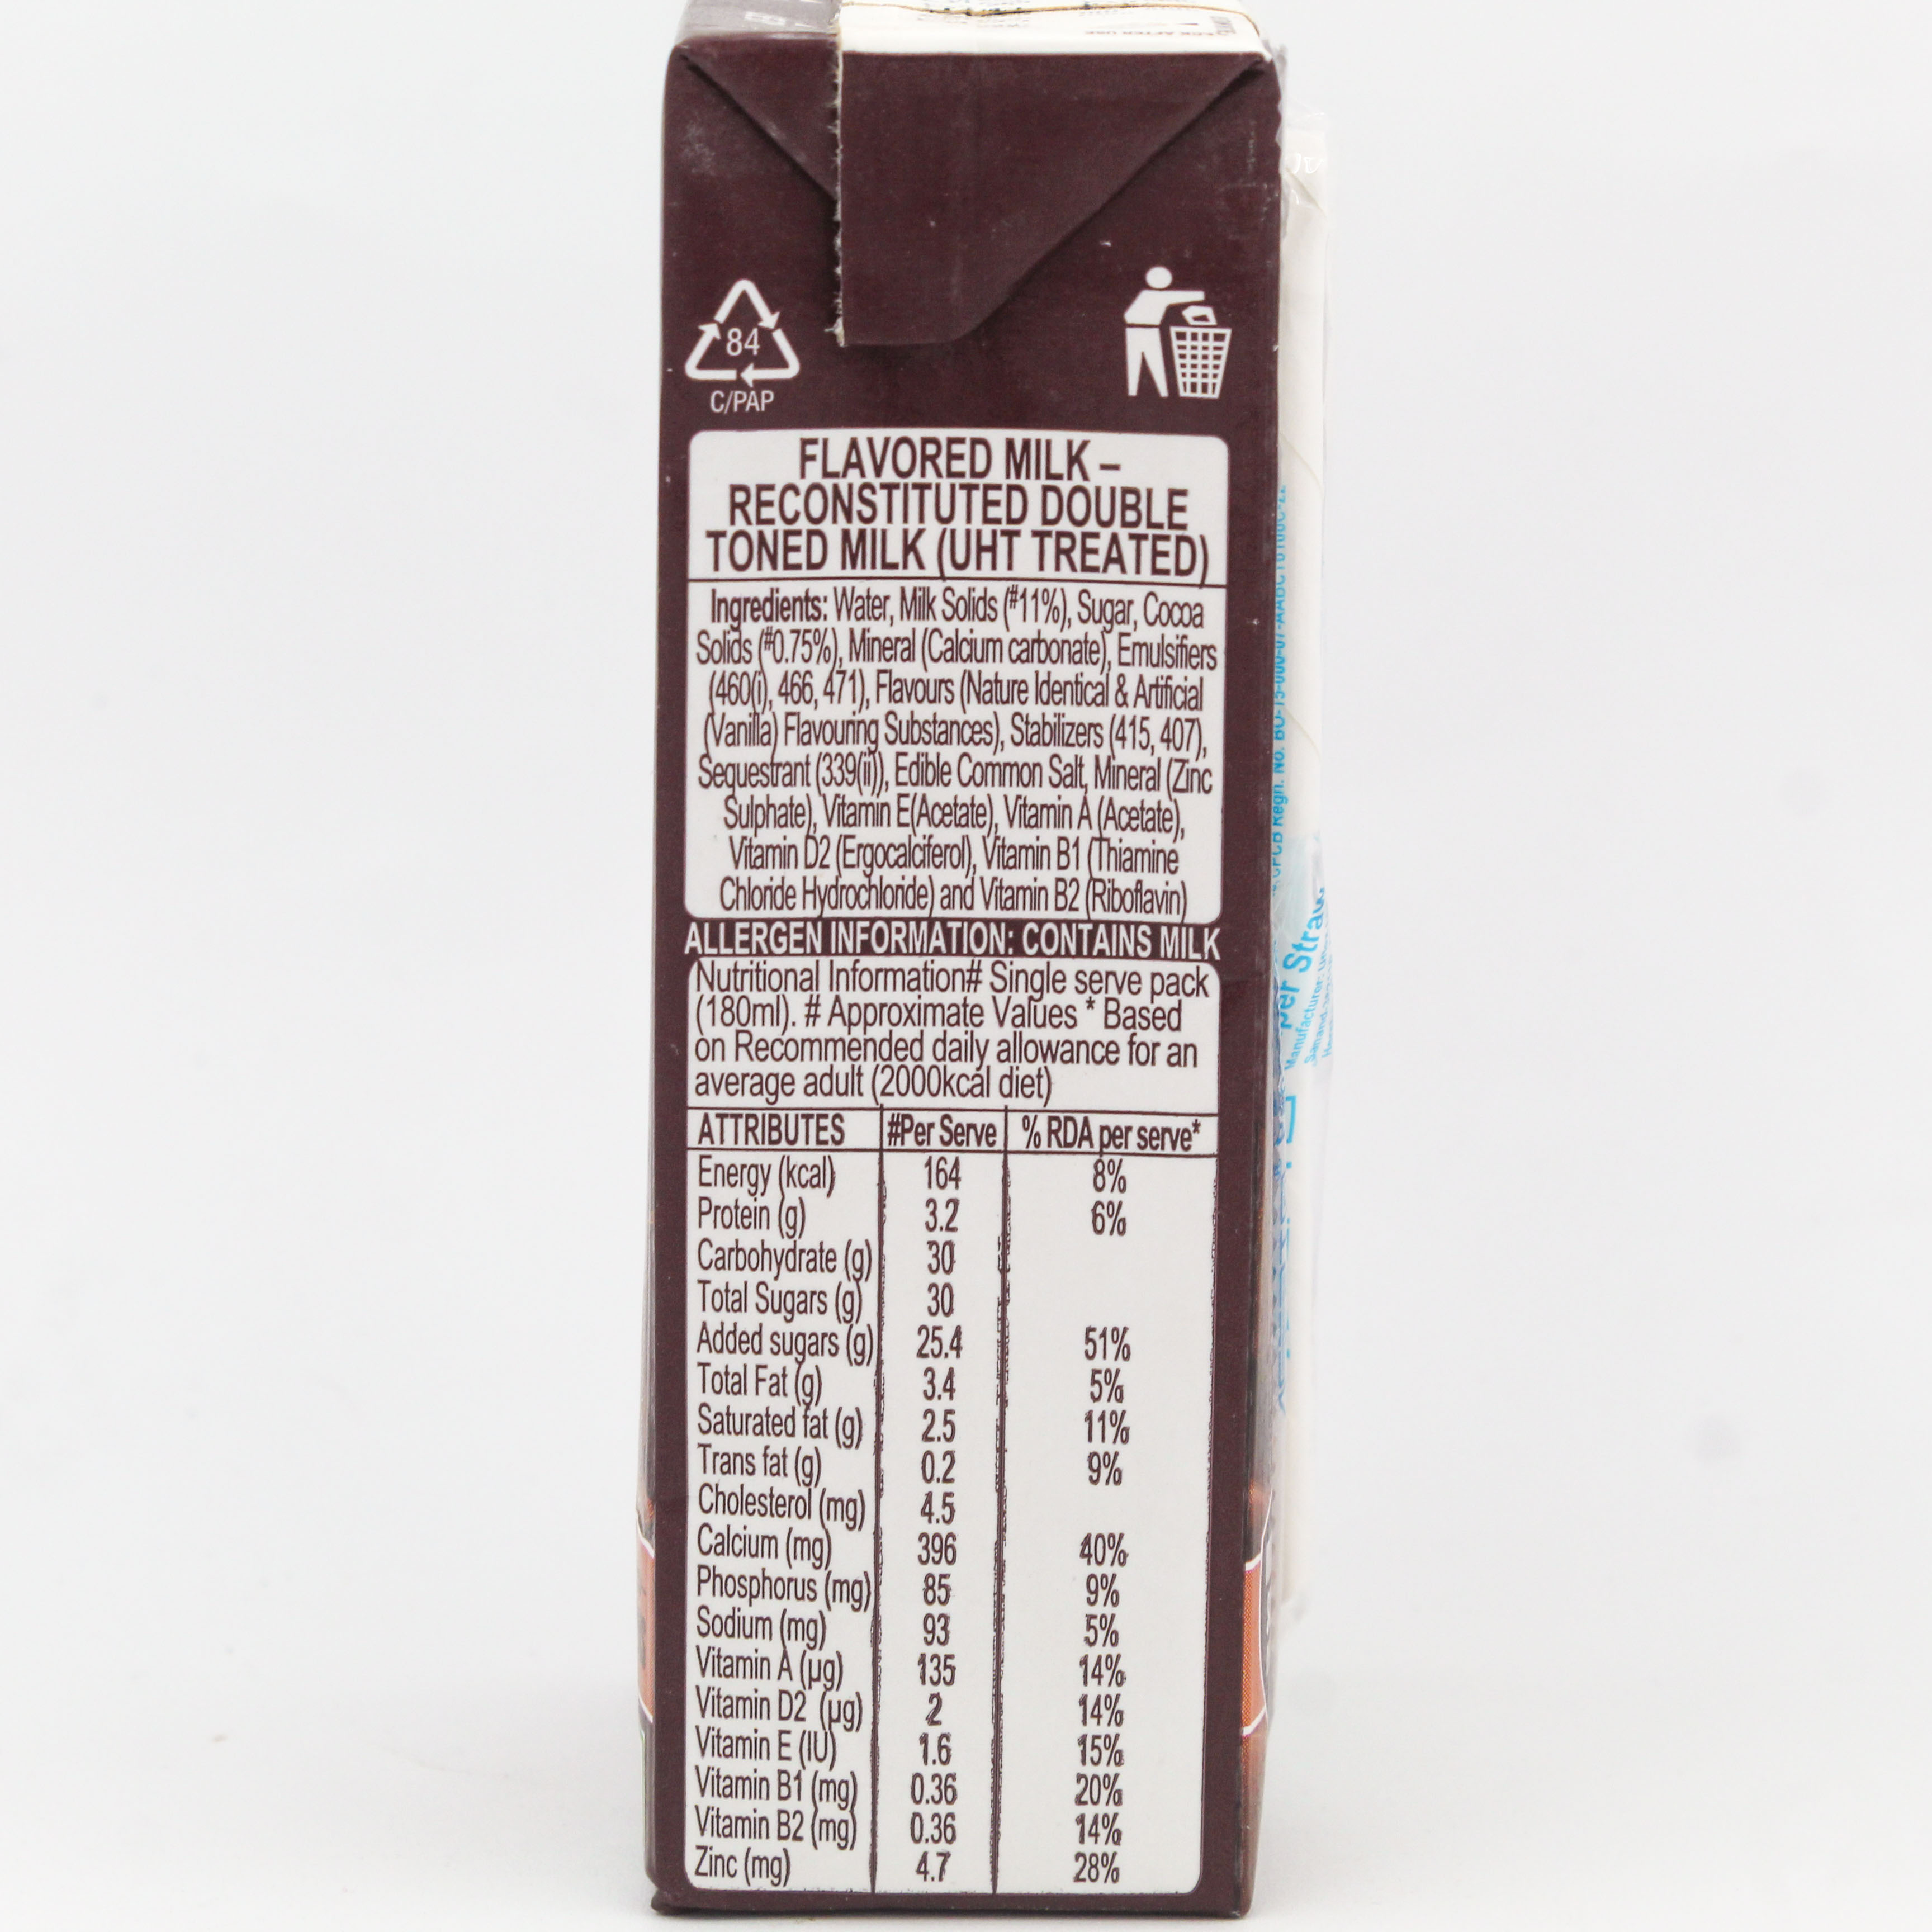 84
C/PAP
FLAVORED MILK –
RECONSTITUTED DOUBLE
TONED MILK (UHT TREATED)
Ingredients: Water, Milk Solids (#11%), Sugar, Cocoa
Solids (#0.75%), Mineral (Calcium carbonate), Emulsifiers
(460(i), 466, 471), Flavours (Nature Identical & Artificial
(Vanilla) Flavouring Substances), Stabilizers (415, 407),
Sequestrant (339(ii)), Edible Common Salt, Mineral (Zinc
Sulphate), Vitamin E(Acetate), Vitamin A (Acetate),
Vitamin D2 (Ergocalciferol), Vitamin B1 (Thiamine
Chloride Hydrochloride) and Vitamin B2 (Riboflavin)
ALLERGEN INFORMATION: CONTAINS MILK
Nutritional Information# Single serve pack
(180ml). # Approximate Values * Based
on Recommended daily allowance for an
average adult (2000kcal diet)
ATTRIBUTES #Per Serve % RDA per serve*
Energy (kcal) 164 8%
Protein (g) 3.2 6%
Carbohydrate (g) 30
Total Sugars (g) 30
Added sugars (g) 25.4 51%
Total Fat (g) 3.4 5%
Saturated fat (g) 2.5 11%
Trans fat (g) 0.2 9%
Cholesterol (mg) 4.5
Calcium (mg) 396 40%
Phosphorus (mg) 85 9%
Sodium (mg) 93 5%
Vitamin A (µg) 135 14%
Vitamin D2 (µg) 2 14%
Vitamin E (IU) 1.6 15%
Vitamin B1 (mg) 0.36 20%
Vitamin B2 (mg) 0.36 14%
Zinc (mg) 4.7 28%
Regn. No.
Straw
Manufacturer: